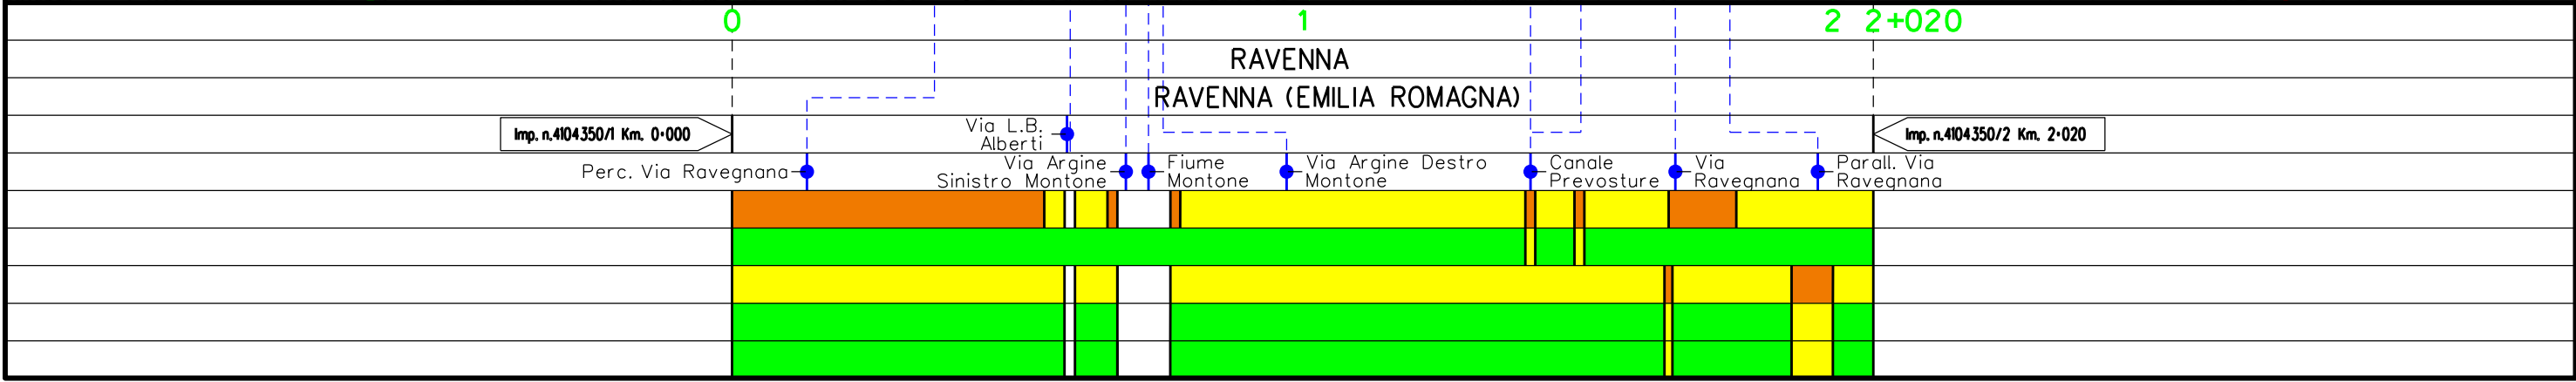 0 1 2 2+020
RAVENNA
RAVENNA (EMILIA ROMAGNA)
Imp. n.4104350/1 Km. 0+000
Via L.B.
Alberti
Imp. n.4104350/2 Km. 2+020
Perc. Via Ravegnana
Via Argine
Sinistro Montone
Fiume
Montone
Via Argine Destro
Montone
Canale
Prevosture
Via
Ravegnana
Parall. Via
Ravegnana